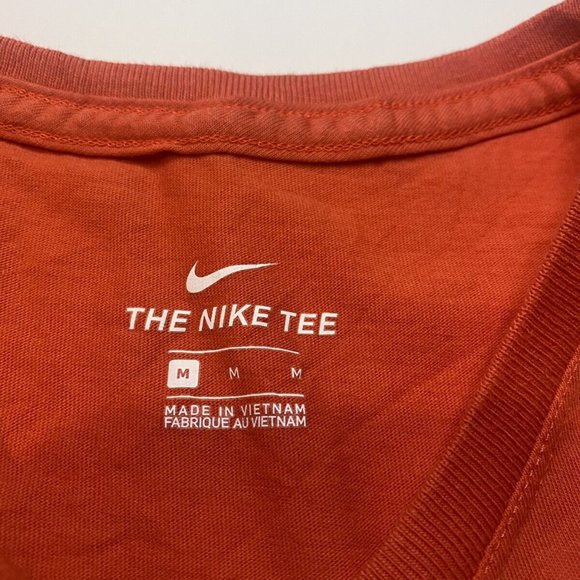 THE NIKE TEE
M M M
MADE IN VIETNAM
FABRIQUE AU VIETNAM